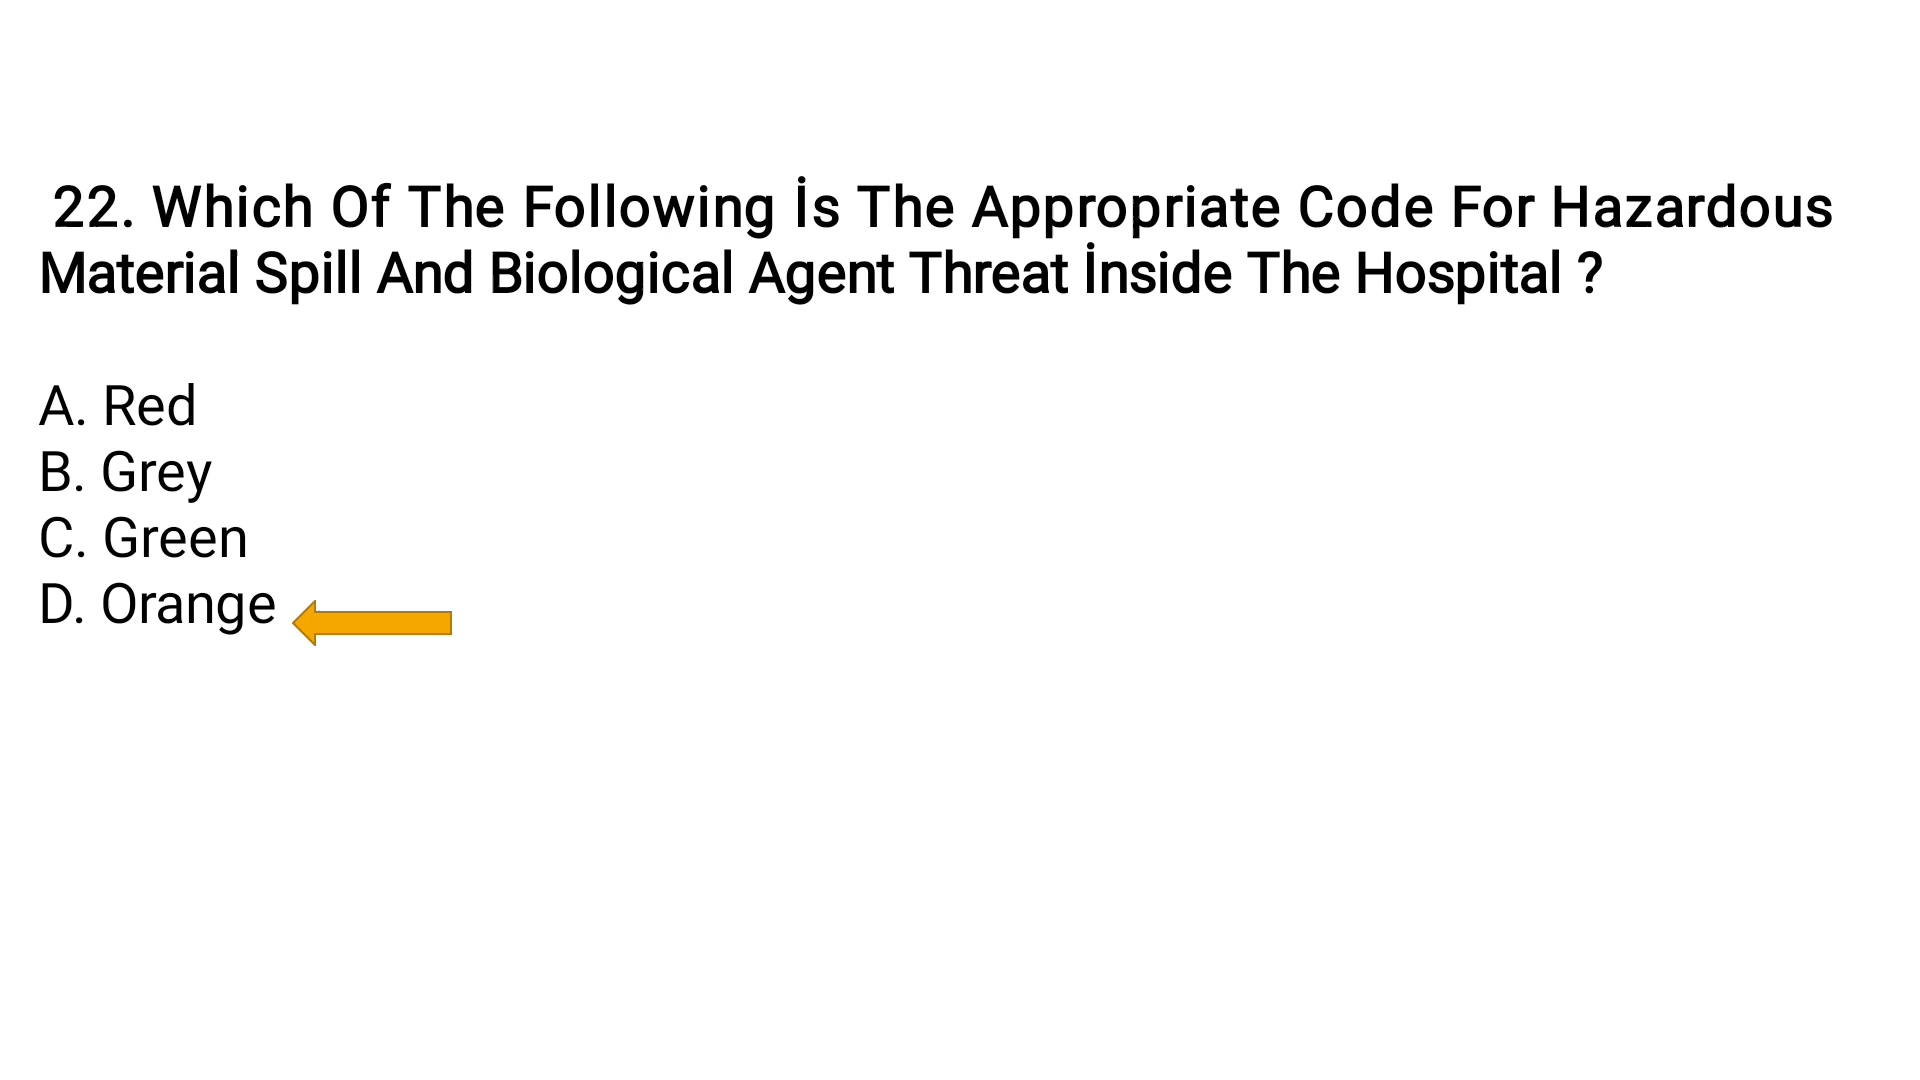 22. Which Of The Following İs The Appropriate Code For Hazardous
Material Spill And Biological Agent Threat İnside The Hospital ?
A. Red
B. Grey
C. Green
D. Orange